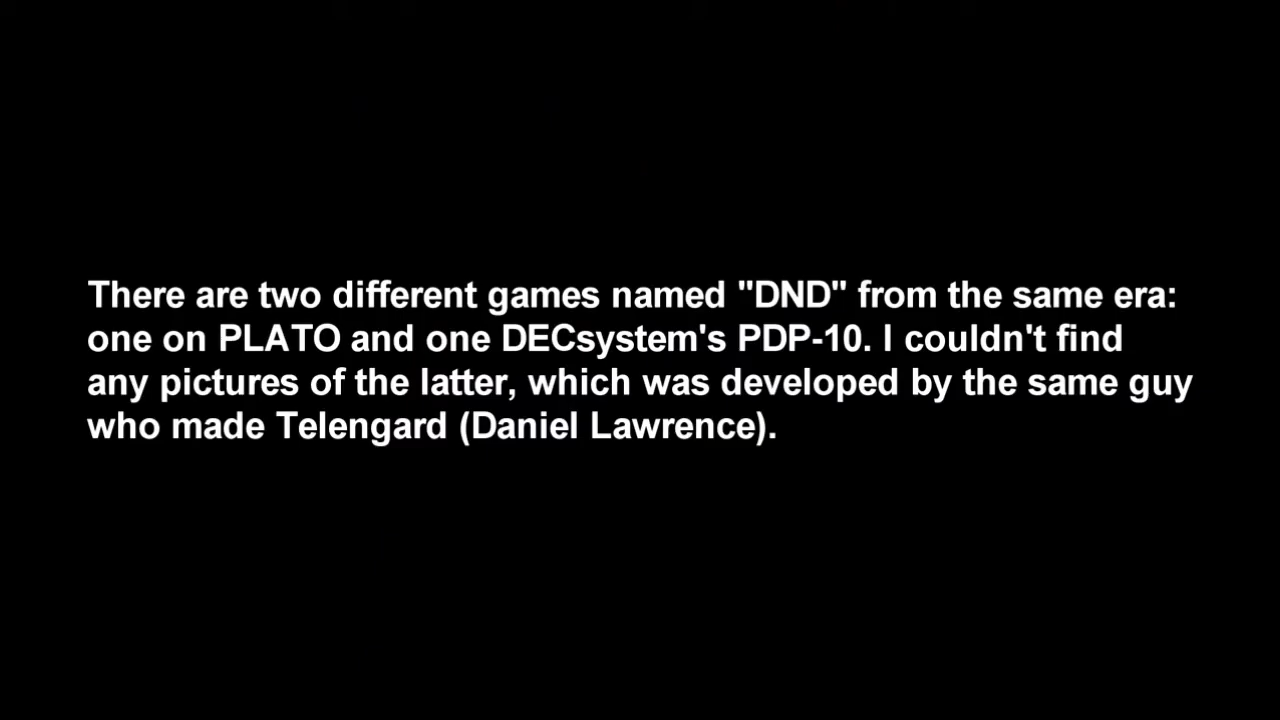 There are two different games named "DND" from the same era:
one on PLATO and one DECsystem's PDP-10. I couldn't find
any pictures of the latter, which was developed by the same guy
who made Telengard (Daniel Lawrence).